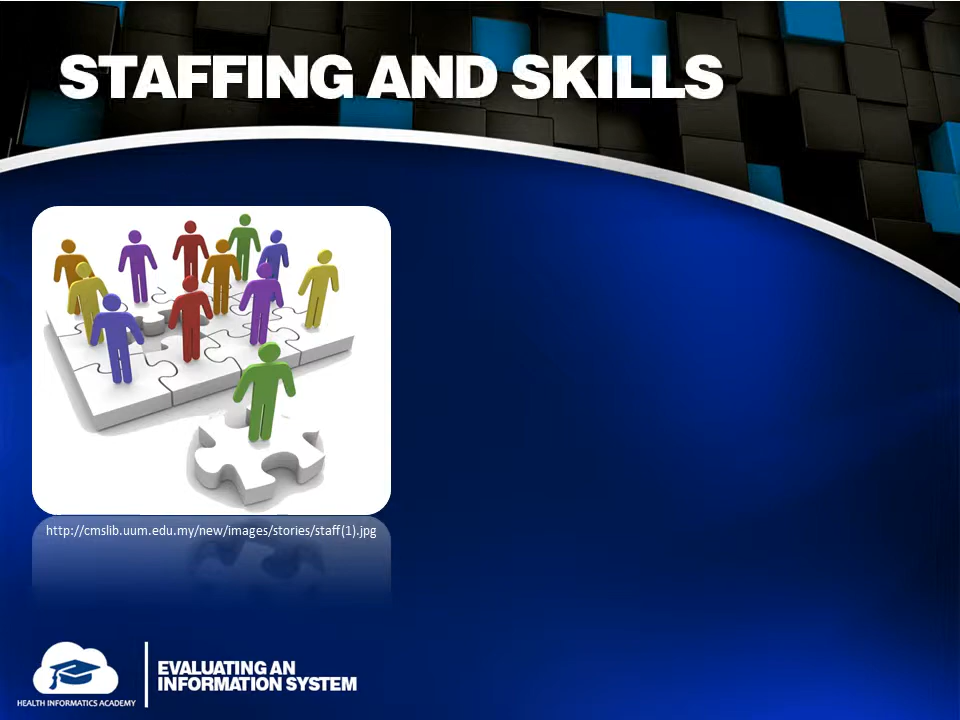 STAFFING AND SKILLS
http://cmslib.uum.edu.my/new/images/stories/staff(1).jpg
HEALTH INFORMATICS ACADEMY
EVALUATING AN
INFORMATION SYSTEM